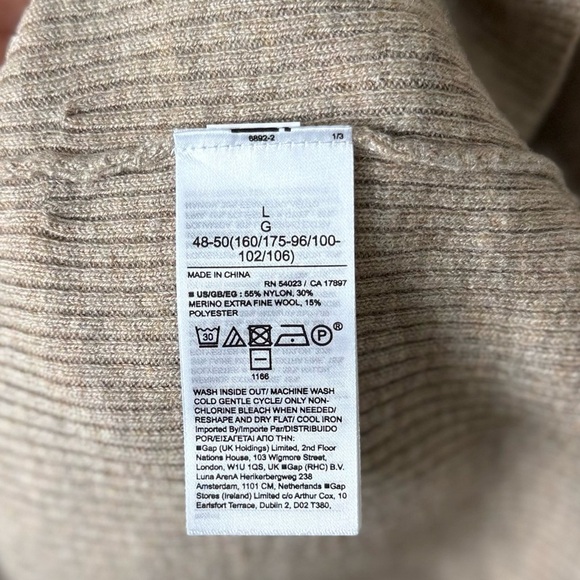 6892-2 1/3
L
G
48-50(160/175-96/100-
102/106)
MADE IN CHINA
RN 54023 / CA 17897
■ US/GB/EG : 55% NYLON, 30%
MERINO EXTRA FINE WOOL, 15%
POLYESTER
30 P ®
1166
WASH INSIDE OUT/ MACHINE WASH
COLD GENTLE CYCLE/ ONLY NON-
CHLORINE BLEACH WHEN NEEDED/
RESHAPE AND DRY FLAT/ COOL IRON
Imported By/Importe Par/DISTRIBUIDO
POR/ΕΙΣΑΓΕΤΑΙ ΑΠΟ ΤΗΝ:
■Gap (UK Holdings) Limited, 2nd Floor
Nations House, 103 Wigmore Street,
London, W1U 1QS, UK ■Gap (RHC) B.V.
Luna ArenA Herikerbergweg 238
Amsterdam, 1101 CM, Netherlands ■Gap
Stores (Ireland) Limited c/o Arthur Cox, 10
Earlsfort Terrace, Dublin 2, D02 T380,